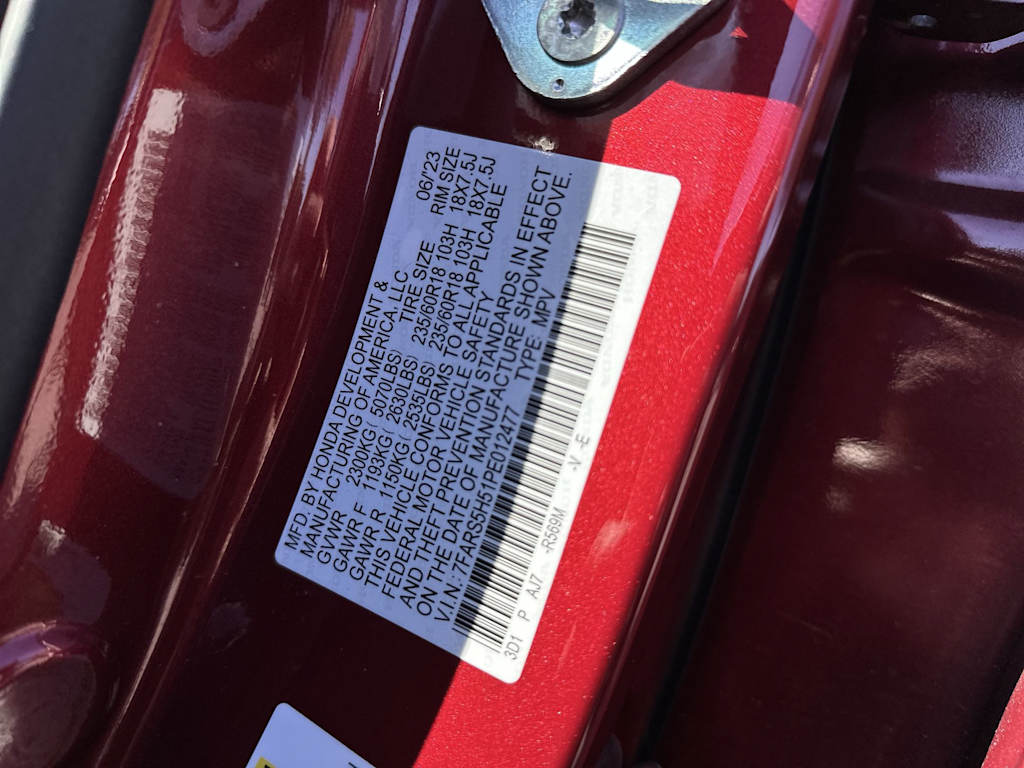 MFD. BY HONDA DEVELOPMENT &
MANUFACTURING OF AMERICA, LLC 06/'23
GVWR 2300KG ( 5070LBS) TIRE SIZE RIM SIZE
GAWR F 1193KG ( 2630LBS) 235/60R18 103H 18X7.5J
GAWR R 1150KG ( 2535LBS) 235/60R18 103H 18X7.5J
THIS VEHICLE CONFORMS TO ALL APPLICABLE
FEDERAL MOTOR VEHICLE SAFETY
AND THEFT PREVENTION STANDARDS IN EFFECT
ON THE DATE OF MANUFACTURE SHOWN ABOVE.
V.I.N.: 7FARS5H57PE012477 TYPE: MPV
3D1 P AJ7 -R569M -V -E